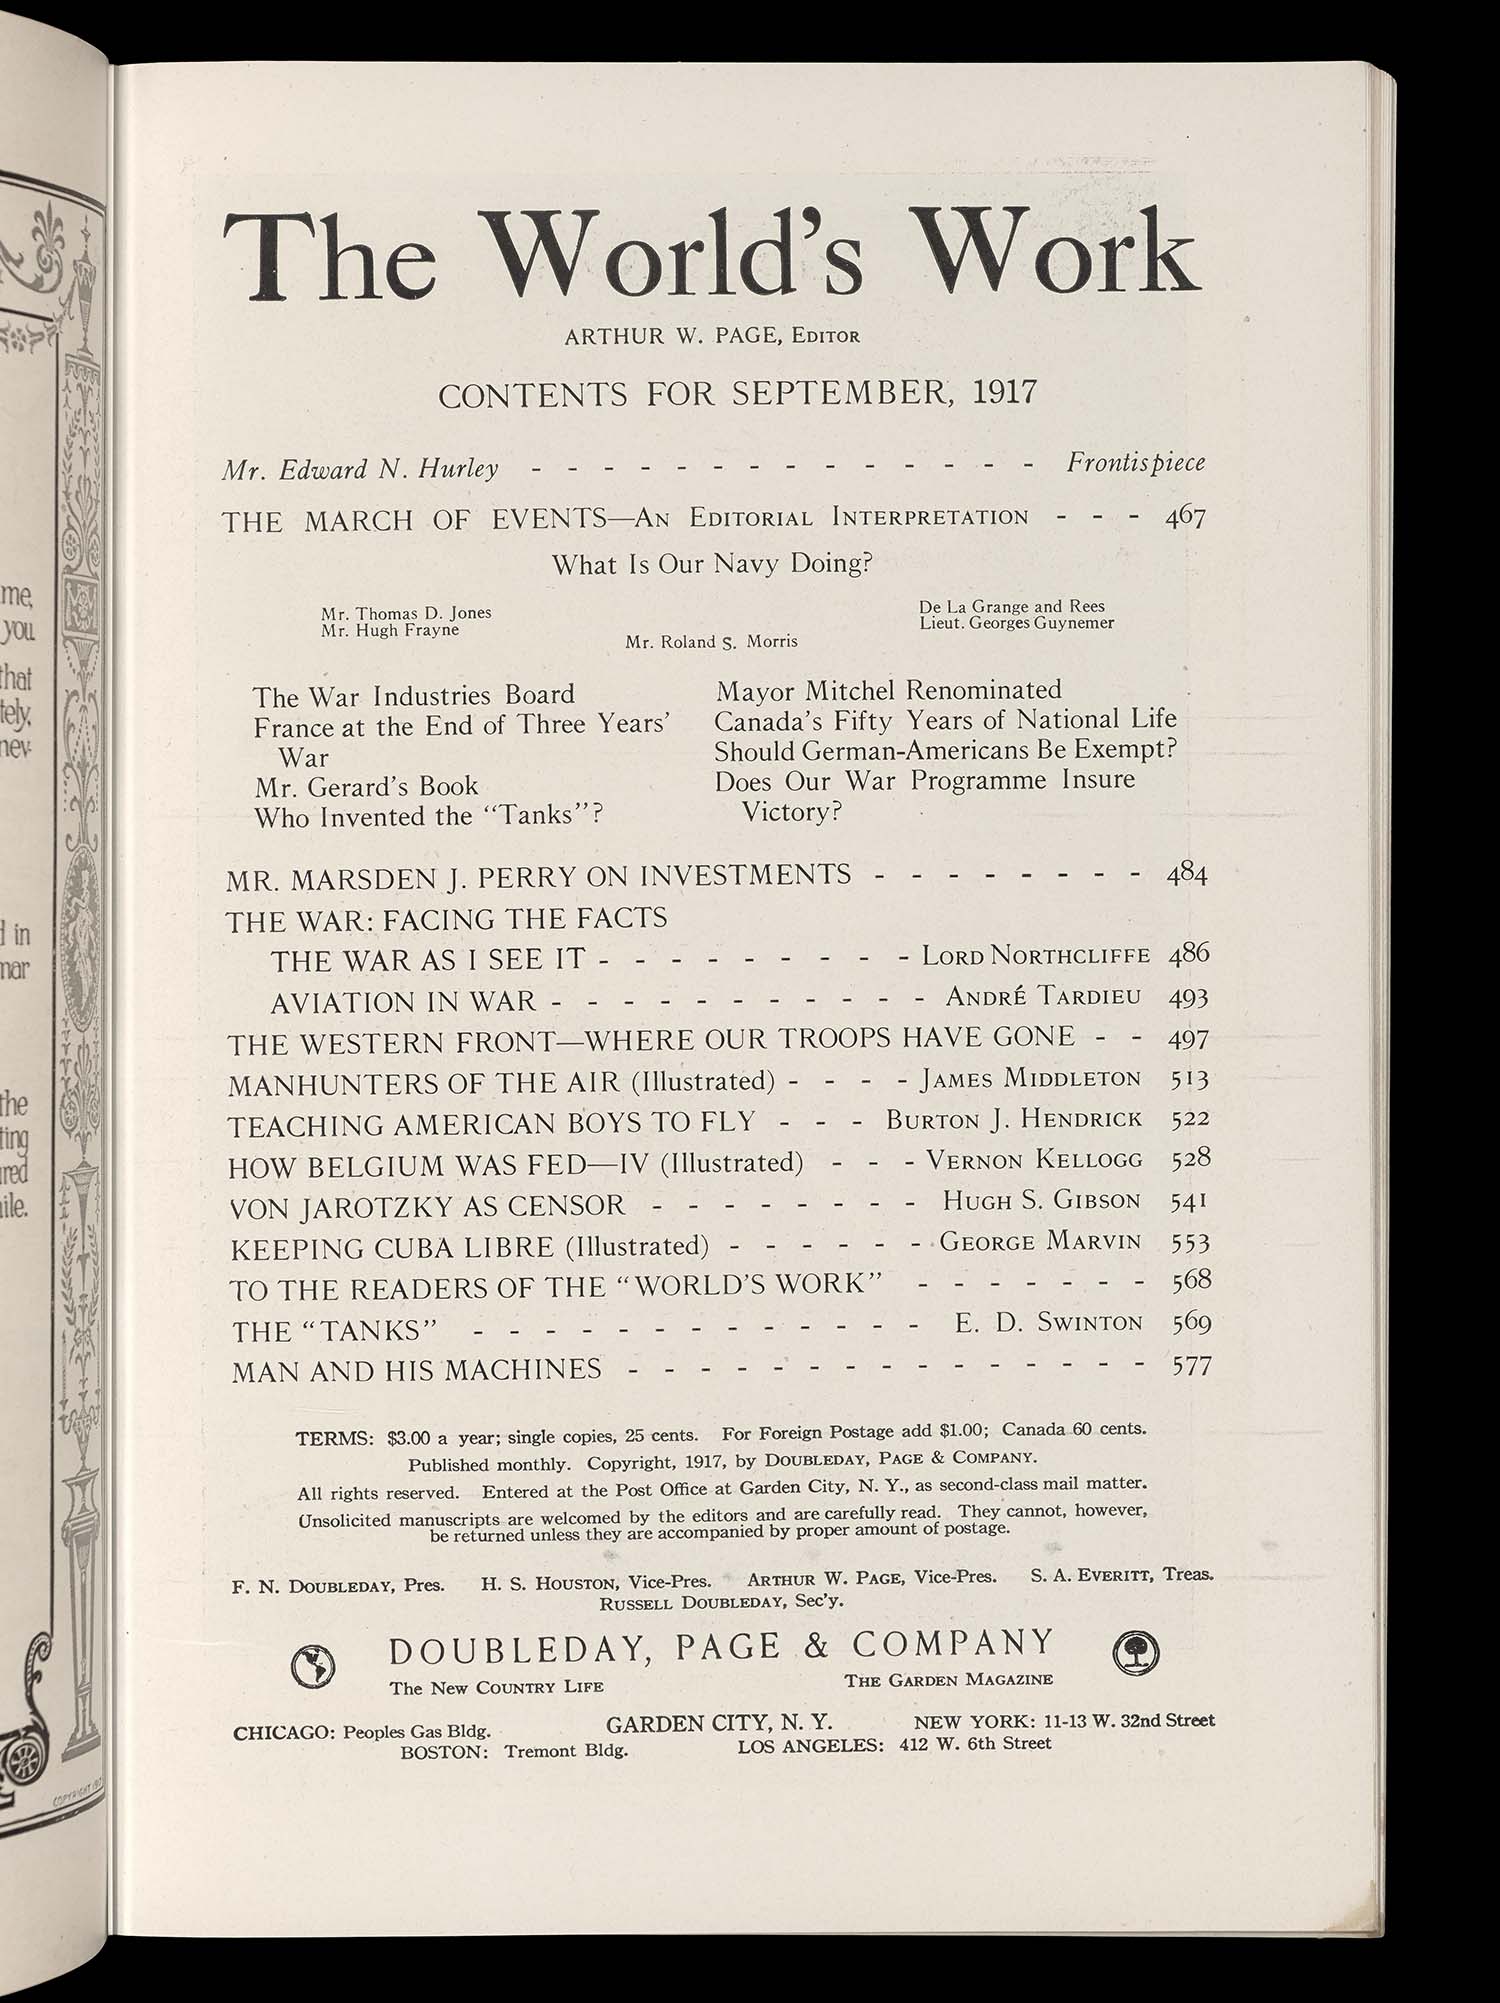 me,
you
that
tely,
nev-
d in
mar
the
ting
ured
nile.
COPYRIGHT
The World's Work
ARTHUR W. PAGE, EDITOR
CONTENTS FOR SEPTEMBER, 1917
Mr. Edward N. Hurley - - - - - - - - - - - - - - Frontispiece
THE MARCH OF EVENTS—AN EDITORIAL INTERPRETATION - - - 467
What Is Our Navy Doing?
Mr. Thomas D. Jones
Mr. Hugh Frayne
De La Grange and Rees
Lieut. Georges Guynemer
Mr. Roland S. Morris
The War Industries Board
France at the End of Three Years'
War
Mr. Gerard's Book
Who Invented the "Tanks"?
Mayor Mitchel Renominated
Canada's Fifty Years of National Life
Should German-Americans Be Exempt?
Does Our War Programme Insure
Victory?
MR. MARSDEN J. PERRY ON INVESTMENTS - - - - - - - - 484
THE WAR: FACING THE FACTS
THE WAR AS I SEE IT - - - - - - - - - LORD NORTHCLIFFE 486
AVIATION IN WAR - - - - - - - - - - - ANDRÉ TARDIEU 493
THE WESTERN FRONT—WHERE OUR TROOPS HAVE GONE - - 497
MANHUNTERS OF THE AIR (Illustrated) - - - - JAMES MIDDLETON 513
TEACHING AMERICAN BOYS TO FLY - - - BURTON J. HENDRICK 522
HOW BELGIUM WAS FED—IV (Illustrated) - - - VERNON KELLOGG 528
VON JAROTZKY AS CENSOR - - - - - - - - HUGH S. GIBSON 541
KEEPING CUBA LIBRE (Illustrated) - - - - - - GEORGE MARVIN 553
TO THE READERS OF THE "WORLD'S WORK" - - - - - - - 568
THE "TANKS" - - - - - - - - - - - - - E. D. SWINTON 569
MAN AND HIS MACHINES - - - - - - - - - - - - - - - 577
TERMS: $3.00 a year; single copies, 25 cents. For Foreign Postage add $1.00; Canada 60 cents.
Published monthly. Copyright, 1917, by DOUBLEDAY, PAGE & COMPANY.
All rights reserved. Entered at the Post Office at Garden City, N. Y., as second-class mail matter.
Unsolicited manuscripts are welcomed by the editors and are carefully read. They cannot, however,
be returned unless they are accompanied by proper amount of postage.
F. N. DOUBLEDAY, Pres. H. S. HOUSTON, Vice-Pres. ARTHUR W. PAGE, Vice-Pres. S. A. EVERITT, Treas.
RUSSELL DOUBLEDAY, Sec'y.
DOUBLEDAY, PAGE & COMPANY
The New COUNTRY LIFE THE GARDEN MAGAZINE
CHICAGO: Peoples Gas Bldg. GARDEN CITY, N. Y. NEW YORK: 11-13 W. 32nd Street
BOSTON: Tremont Bldg. LOS ANGELES: 412 W. 6th Street